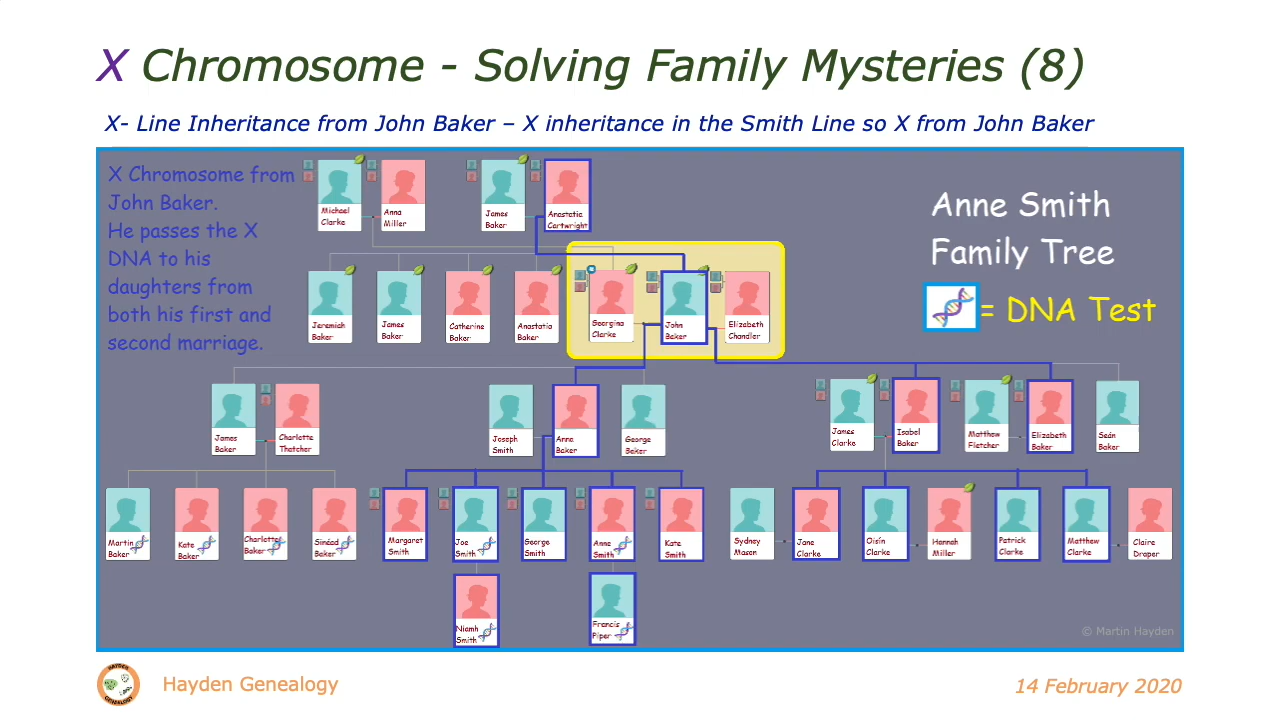 X Chromosome - Solving Family Mysteries (8)
X- Line Inheritance from John Baker – X inheritance in the Smith Line so X from John Baker
X Chromosome from
John Baker.
He passes the X
DNA to his
daughters from
both his first and
second marriage.
Anne Smith
Family Tree
= DNA Test
Michael
Clarke
Anna
Miller
James
Baker
Anastatia
Cartwright
Jeremiah
Baker
James
Baker
Catherine
Baker
Anastatia
Baker
Georgina
Clarke
John
Baker
Elizabeth
Chandler
James
Baker
Charlotte
Thatcher
Joseph
Smith
Anna
Baker
George
Baker
James
Clarke
Isabel
Baker
Matthew
Fletcher
Elizabeth
Baker
Seán
Baker
Martin
Baker
Kate
Baker
Charlotte
Baker
Sinéad
Baker
Margaret
Smith
Joe
Smith
George
Smith
Anne
Smith
Kate
Smith
Sydney
Mason
Jane
Clarke
Oisín
Clarke
Hannah
Miller
Patrick
Clarke
Matthew
Clarke
Claire
Draper
Niamh
Smith
Francis
Piper
© Martin Hayden
HAYDEN
GENEALOGY
Hayden Genealogy
14 February 2020